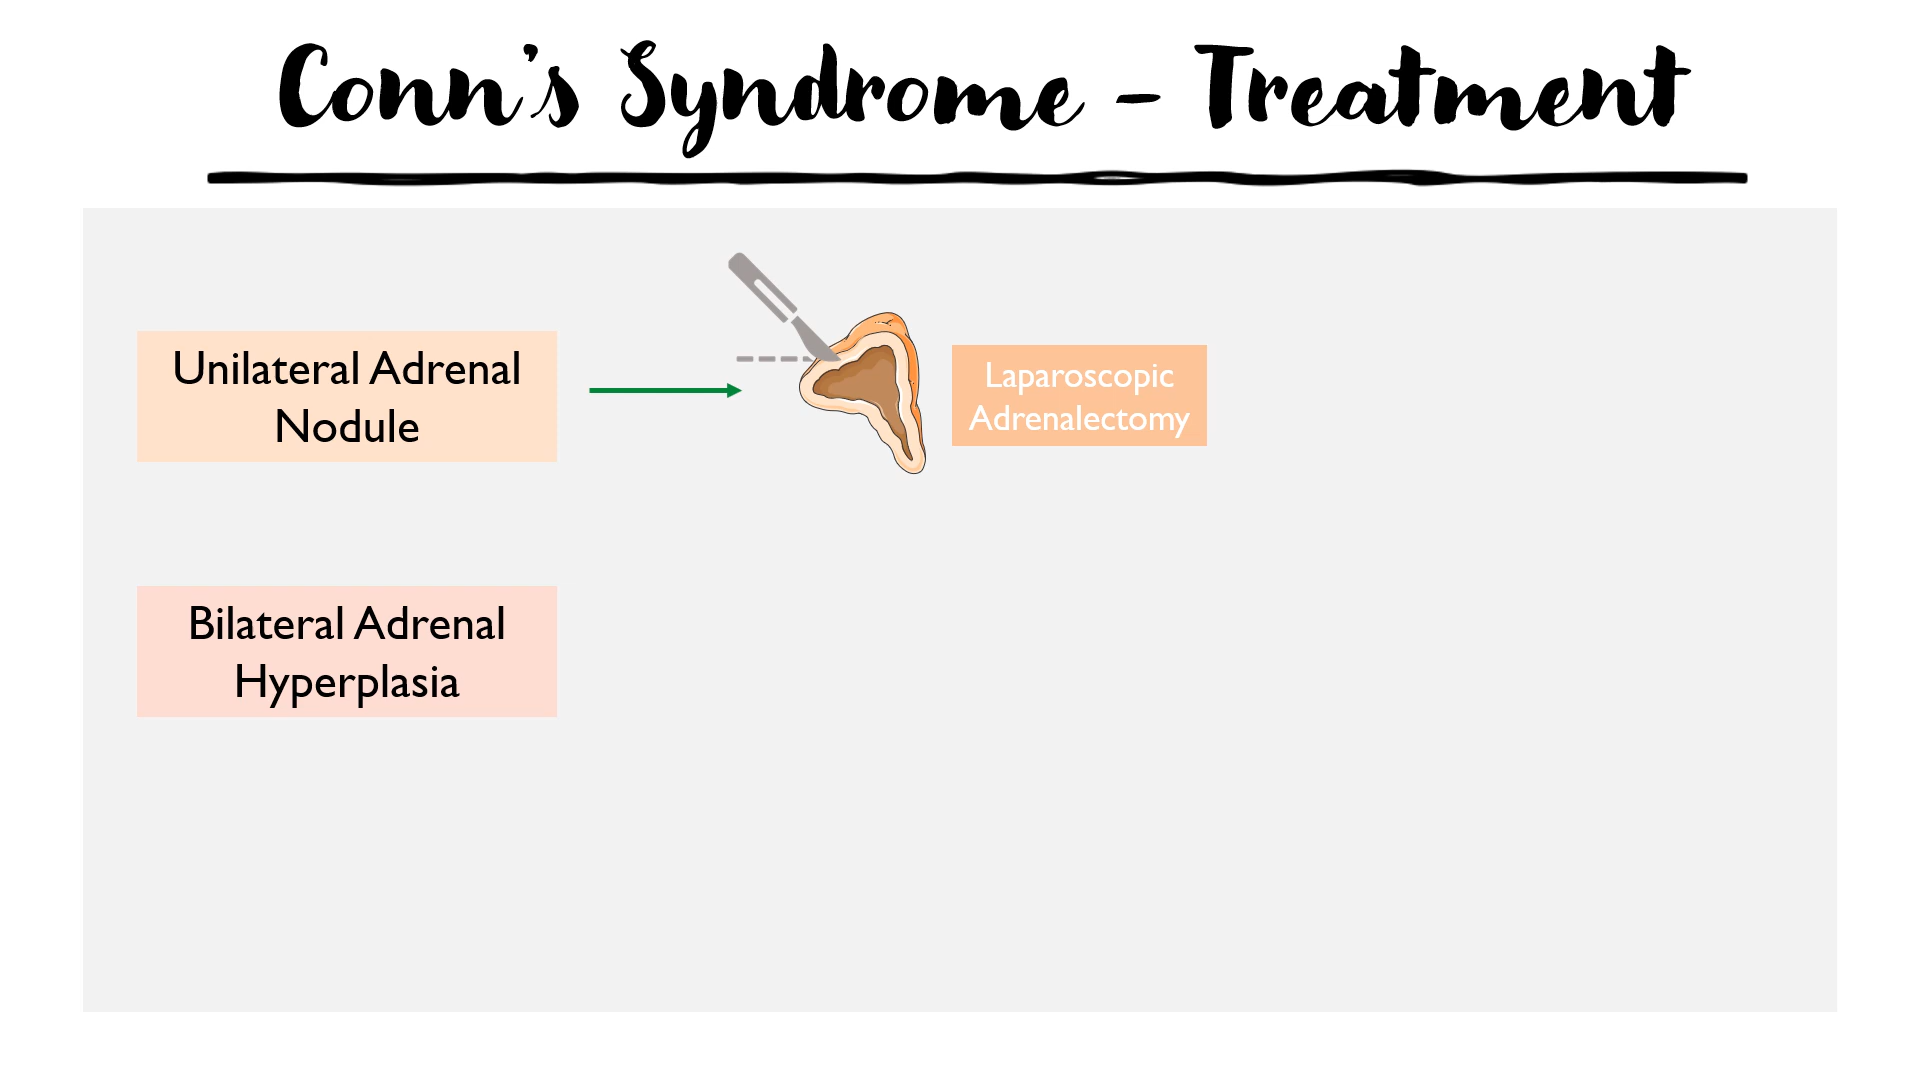 Conn's Syndrome - Treatment
Unilateral Adrenal
Nodule
Laparoscopic
Adrenalectomy
Bilateral Adrenal
Hyperplasia